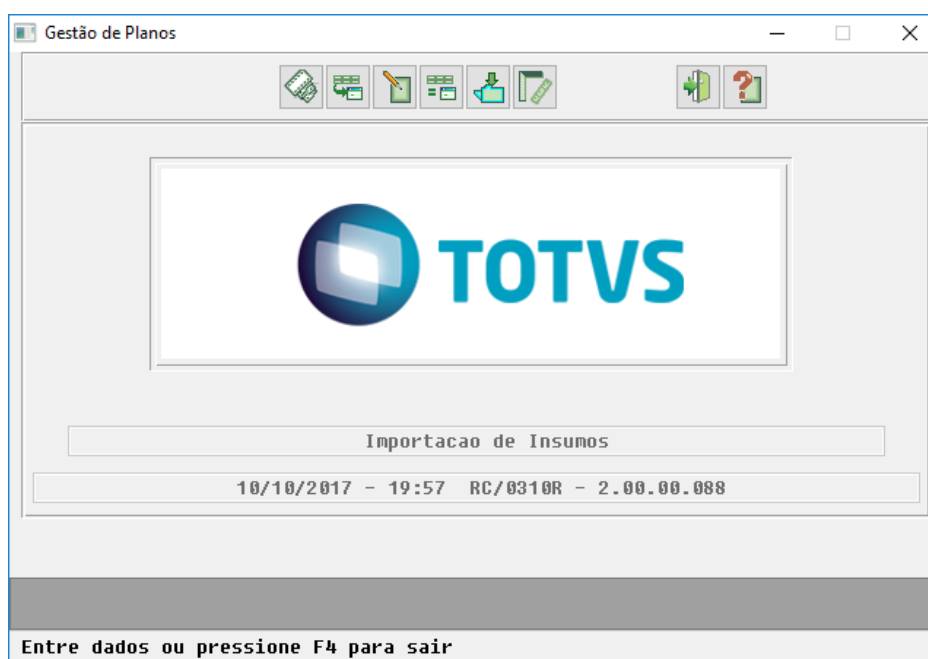 Gestão de Planos
TOTVS
Importacao de Insumos
10/10/2017 - 19:57 RC/0310R - 2.00.00.088
Entre dados ou pressione F4 para sair